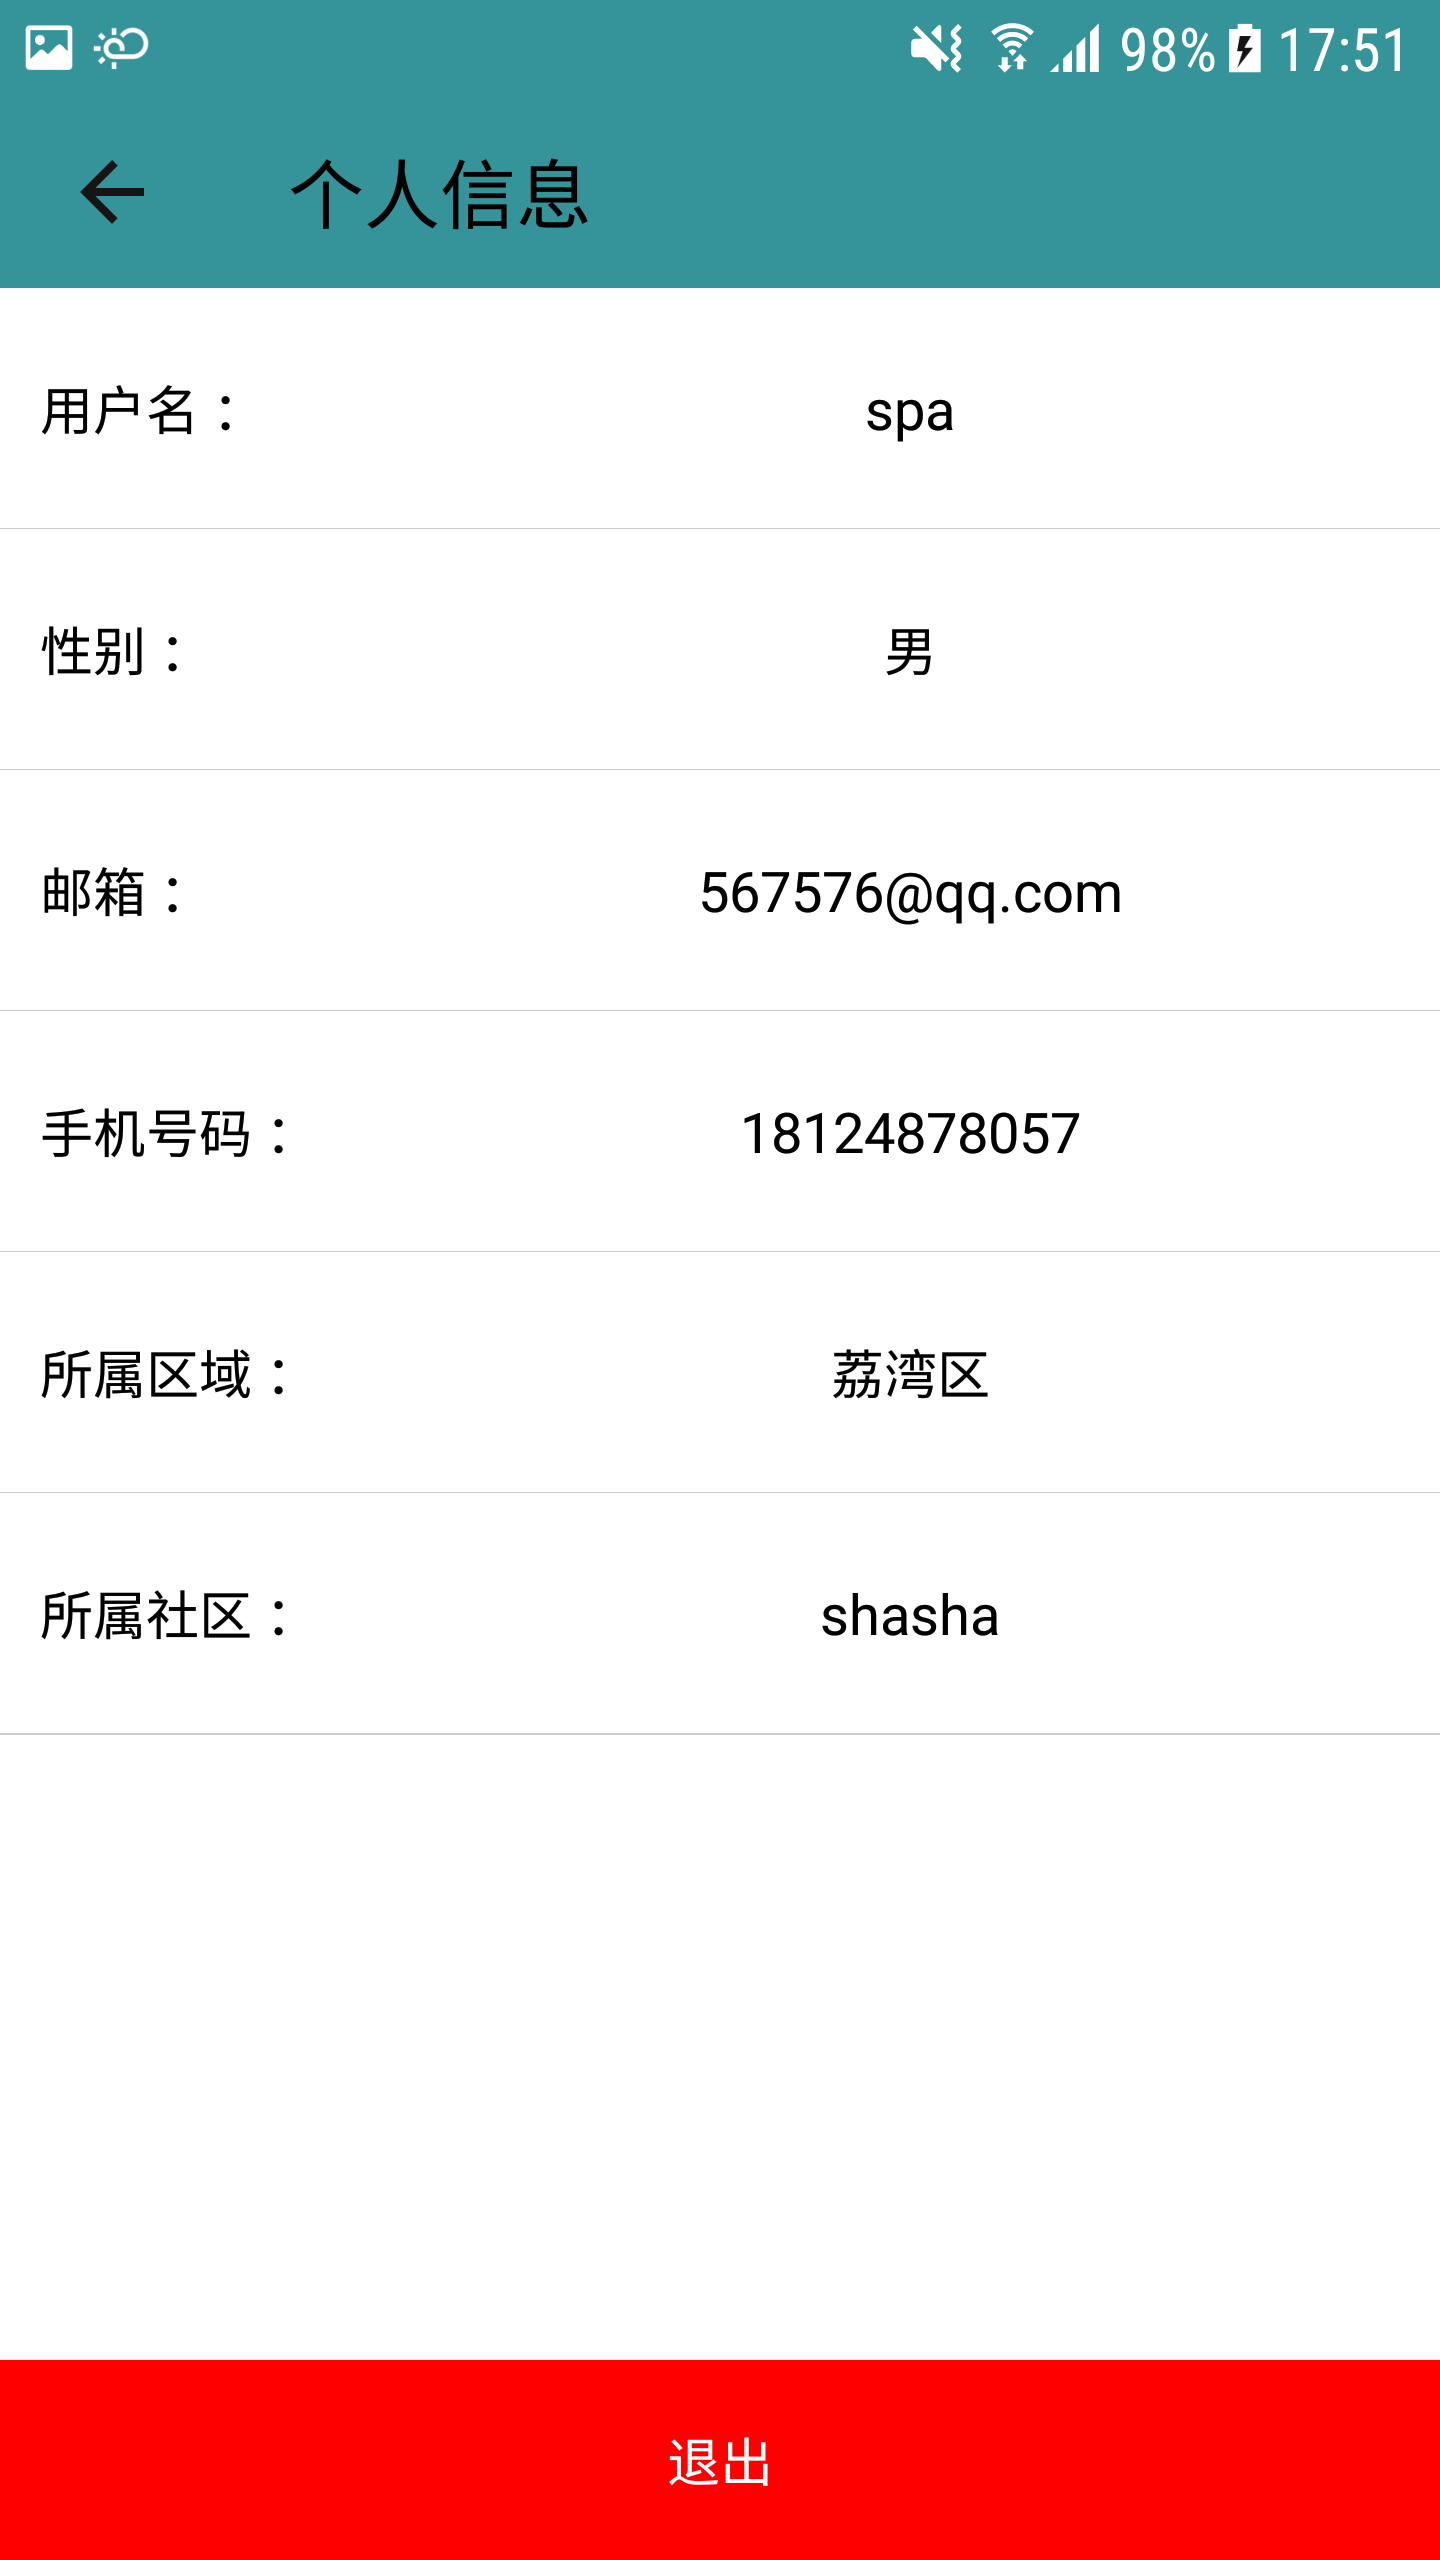 98% 17:51
个人信息
用户名： spa
性别： 男
邮箱： 567576@qq.com
手机号码： 18124878057
所属区域： 荔湾区
所属社区： shasha
退出